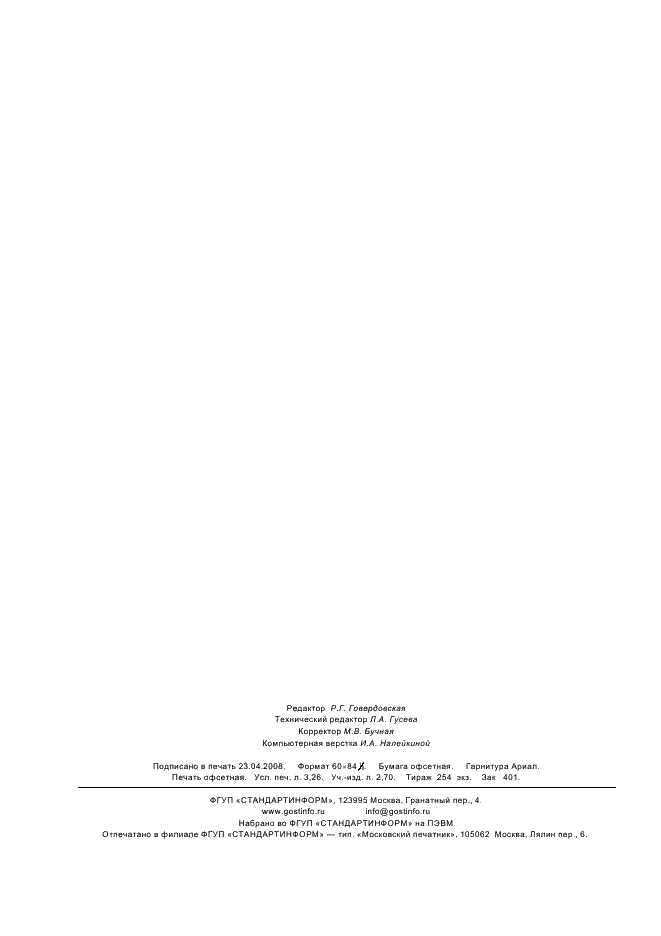 Редактор Р.Г. Говердовская
Технический редактор Л.А. Гусева
Корректор М.В. Бучная
Компьютерная верстка И.А. Налейкиной
Подписано в печать 23.04.2008. Формат 60×84 . Бумага офсетная. Гарнитура Ариал.
Печать офсетная. Усл. печ. л. 3,26. Уч.-изд. л. 2,70. Тираж 254 экз. Зак 401.
ФГУП «СТАНДАРТИНФОРМ», 123995 Москва, Гранатный пер., 4.
www.gostinfo.ru info@gostinfo.ru
Набрано во ФГУП «СТАНДАРТИНФОРМ» на ПЭВМ
Отпечатано в филиале ФГУП «СТАНДАРТИНФОРМ» — тип. «Московский печатник», 105062 Москва, Лялин пер., 6.